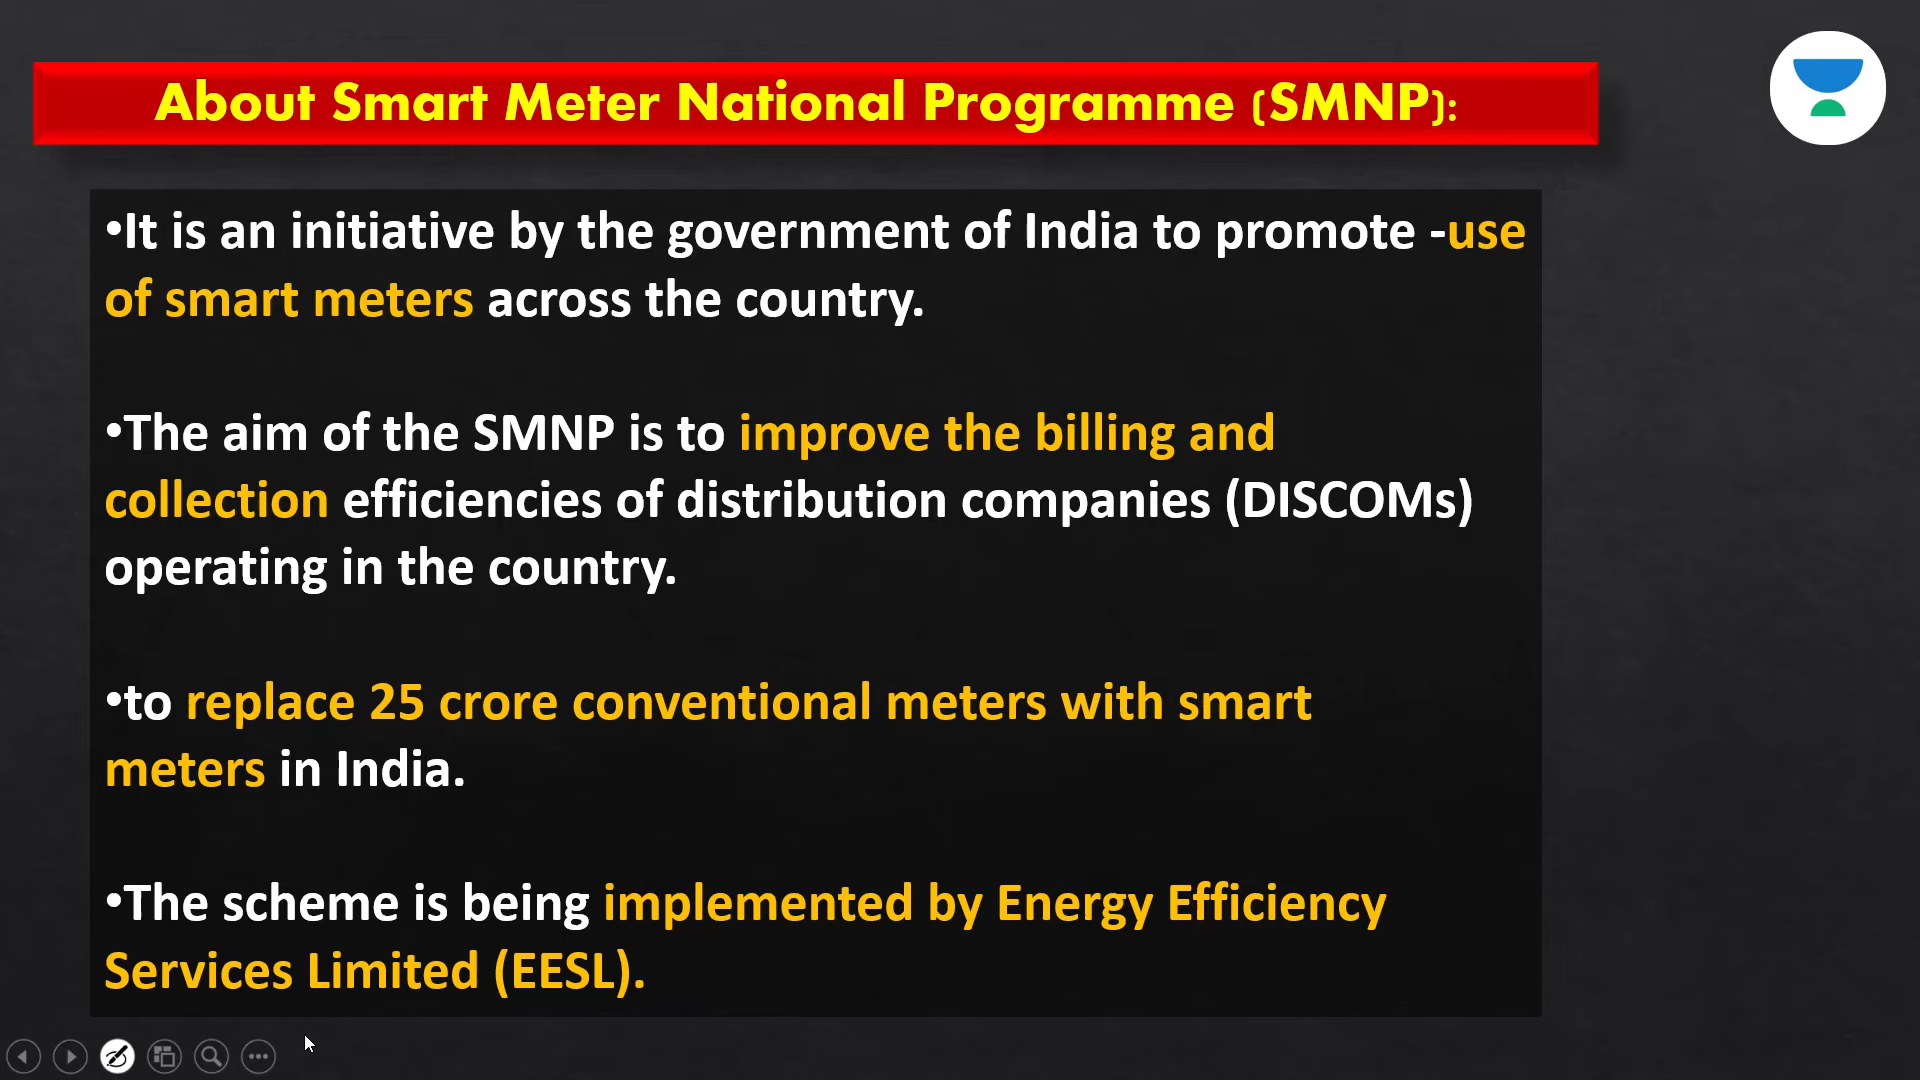 About Smart Meter National Programme (SMNP):
•It is an initiative by the government of India to promote -use
of smart meters across the country.
•The aim of the SMNP is to improve the billing and
collection efficiencies of distribution companies (DISCOMs)
operating in the country.
•to replace 25 crore conventional meters with smart
meters in India.
•The scheme is being implemented by Energy Efficiency
Services Limited (EESL).